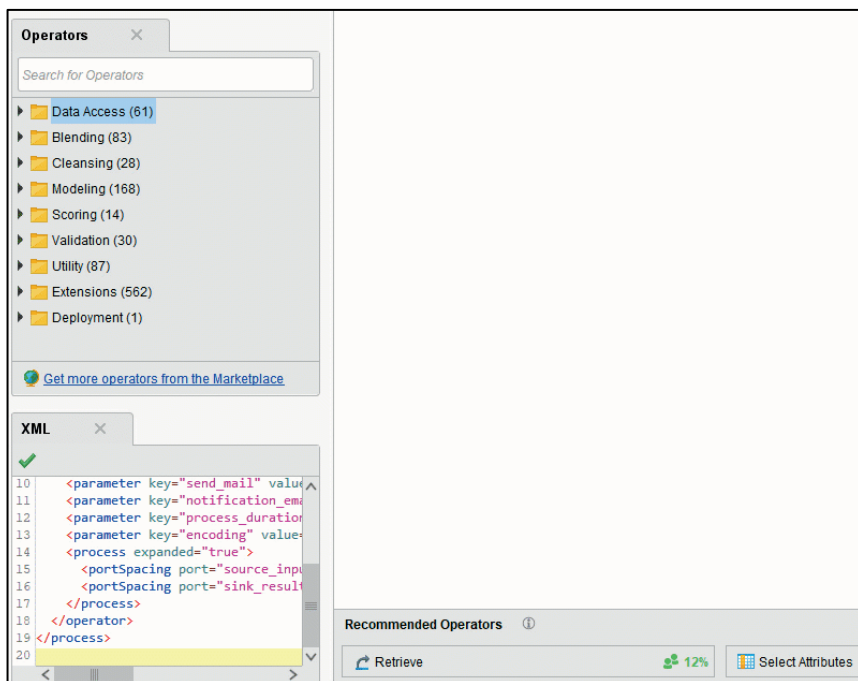 Operators
Search for Operators
Data Access (61)
Blending (83)
Cleansing (28)
Modeling (168)
Scoring (14)
Validation (30)
Utility (87)
Extensions (562)
Deployment (1)
Get more operators from the Marketplace
XML
10 <parameter key="send_mail" value
11 <parameter key="notification_ema
12 <parameter key="process_duration
13 <parameter key="encoding" value=
14 <process expanded="true">
15 <portSpacing port="source_inpu
16 <portSpacing port="sink_result
17 </process>
18 </operator>
19 </process>
20
Recommended Operators
Retrieve 12% Select Attributes